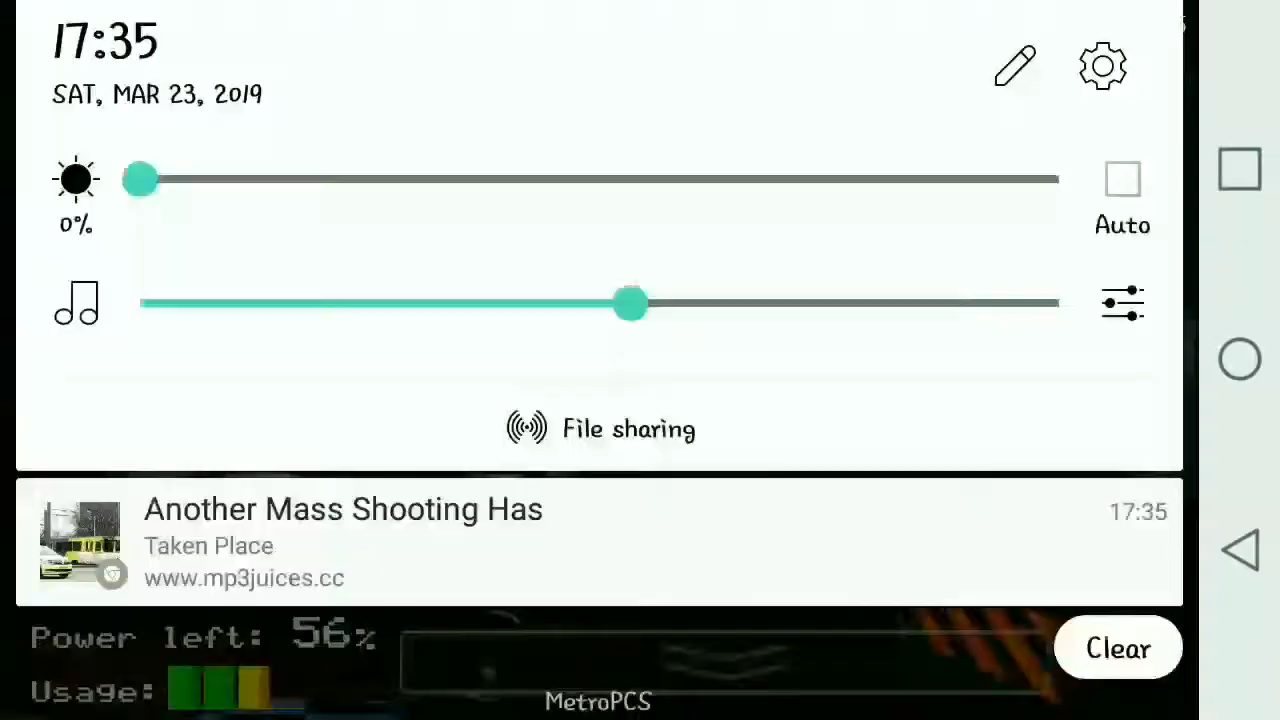 17:35
SAT, MAR 23, 2019
0%
Auto
File sharing
Another Mass Shooting Has
17:35
Taken Place
www.mp3juices.cc
Power left: 56%
Clear
Usage:
MetroPCS